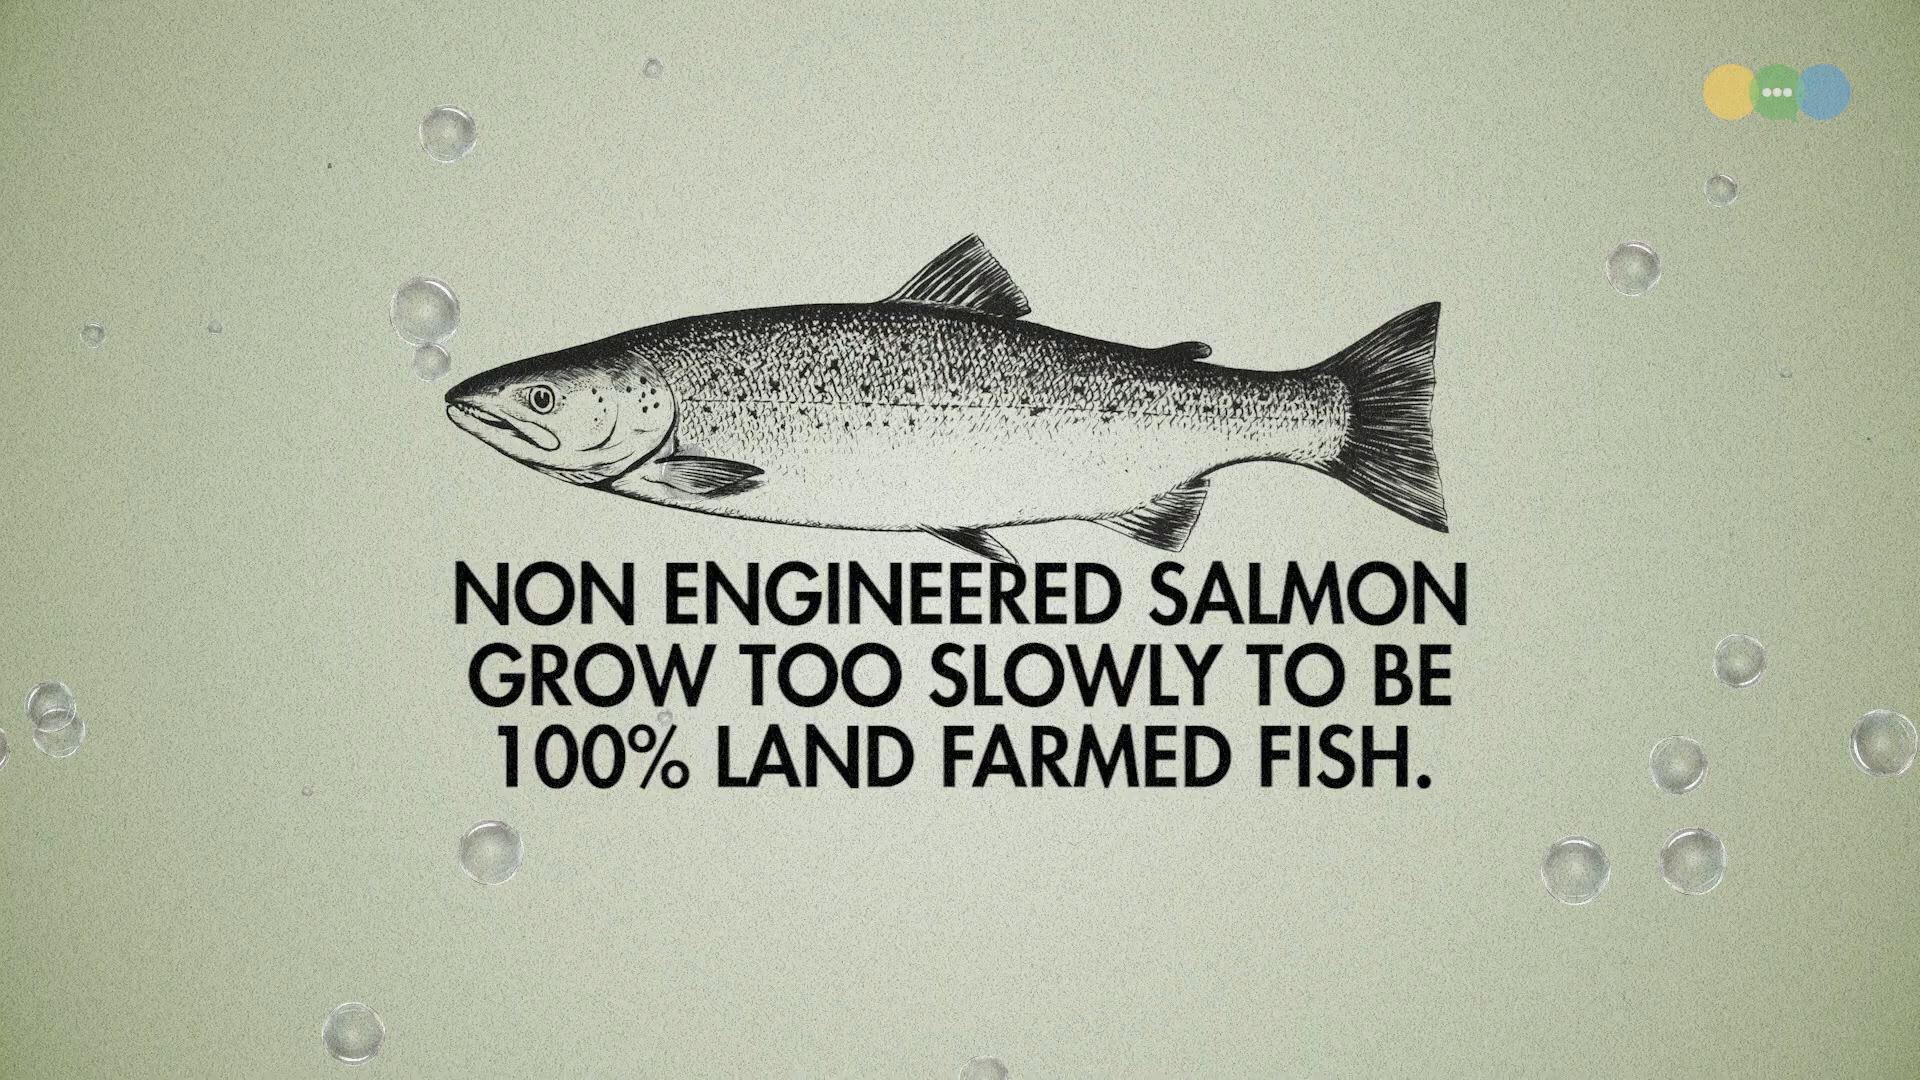 NON ENGINEERED SALMON
GROW TOO SLOWLY TO BE
100% LAND FARMED FISH.